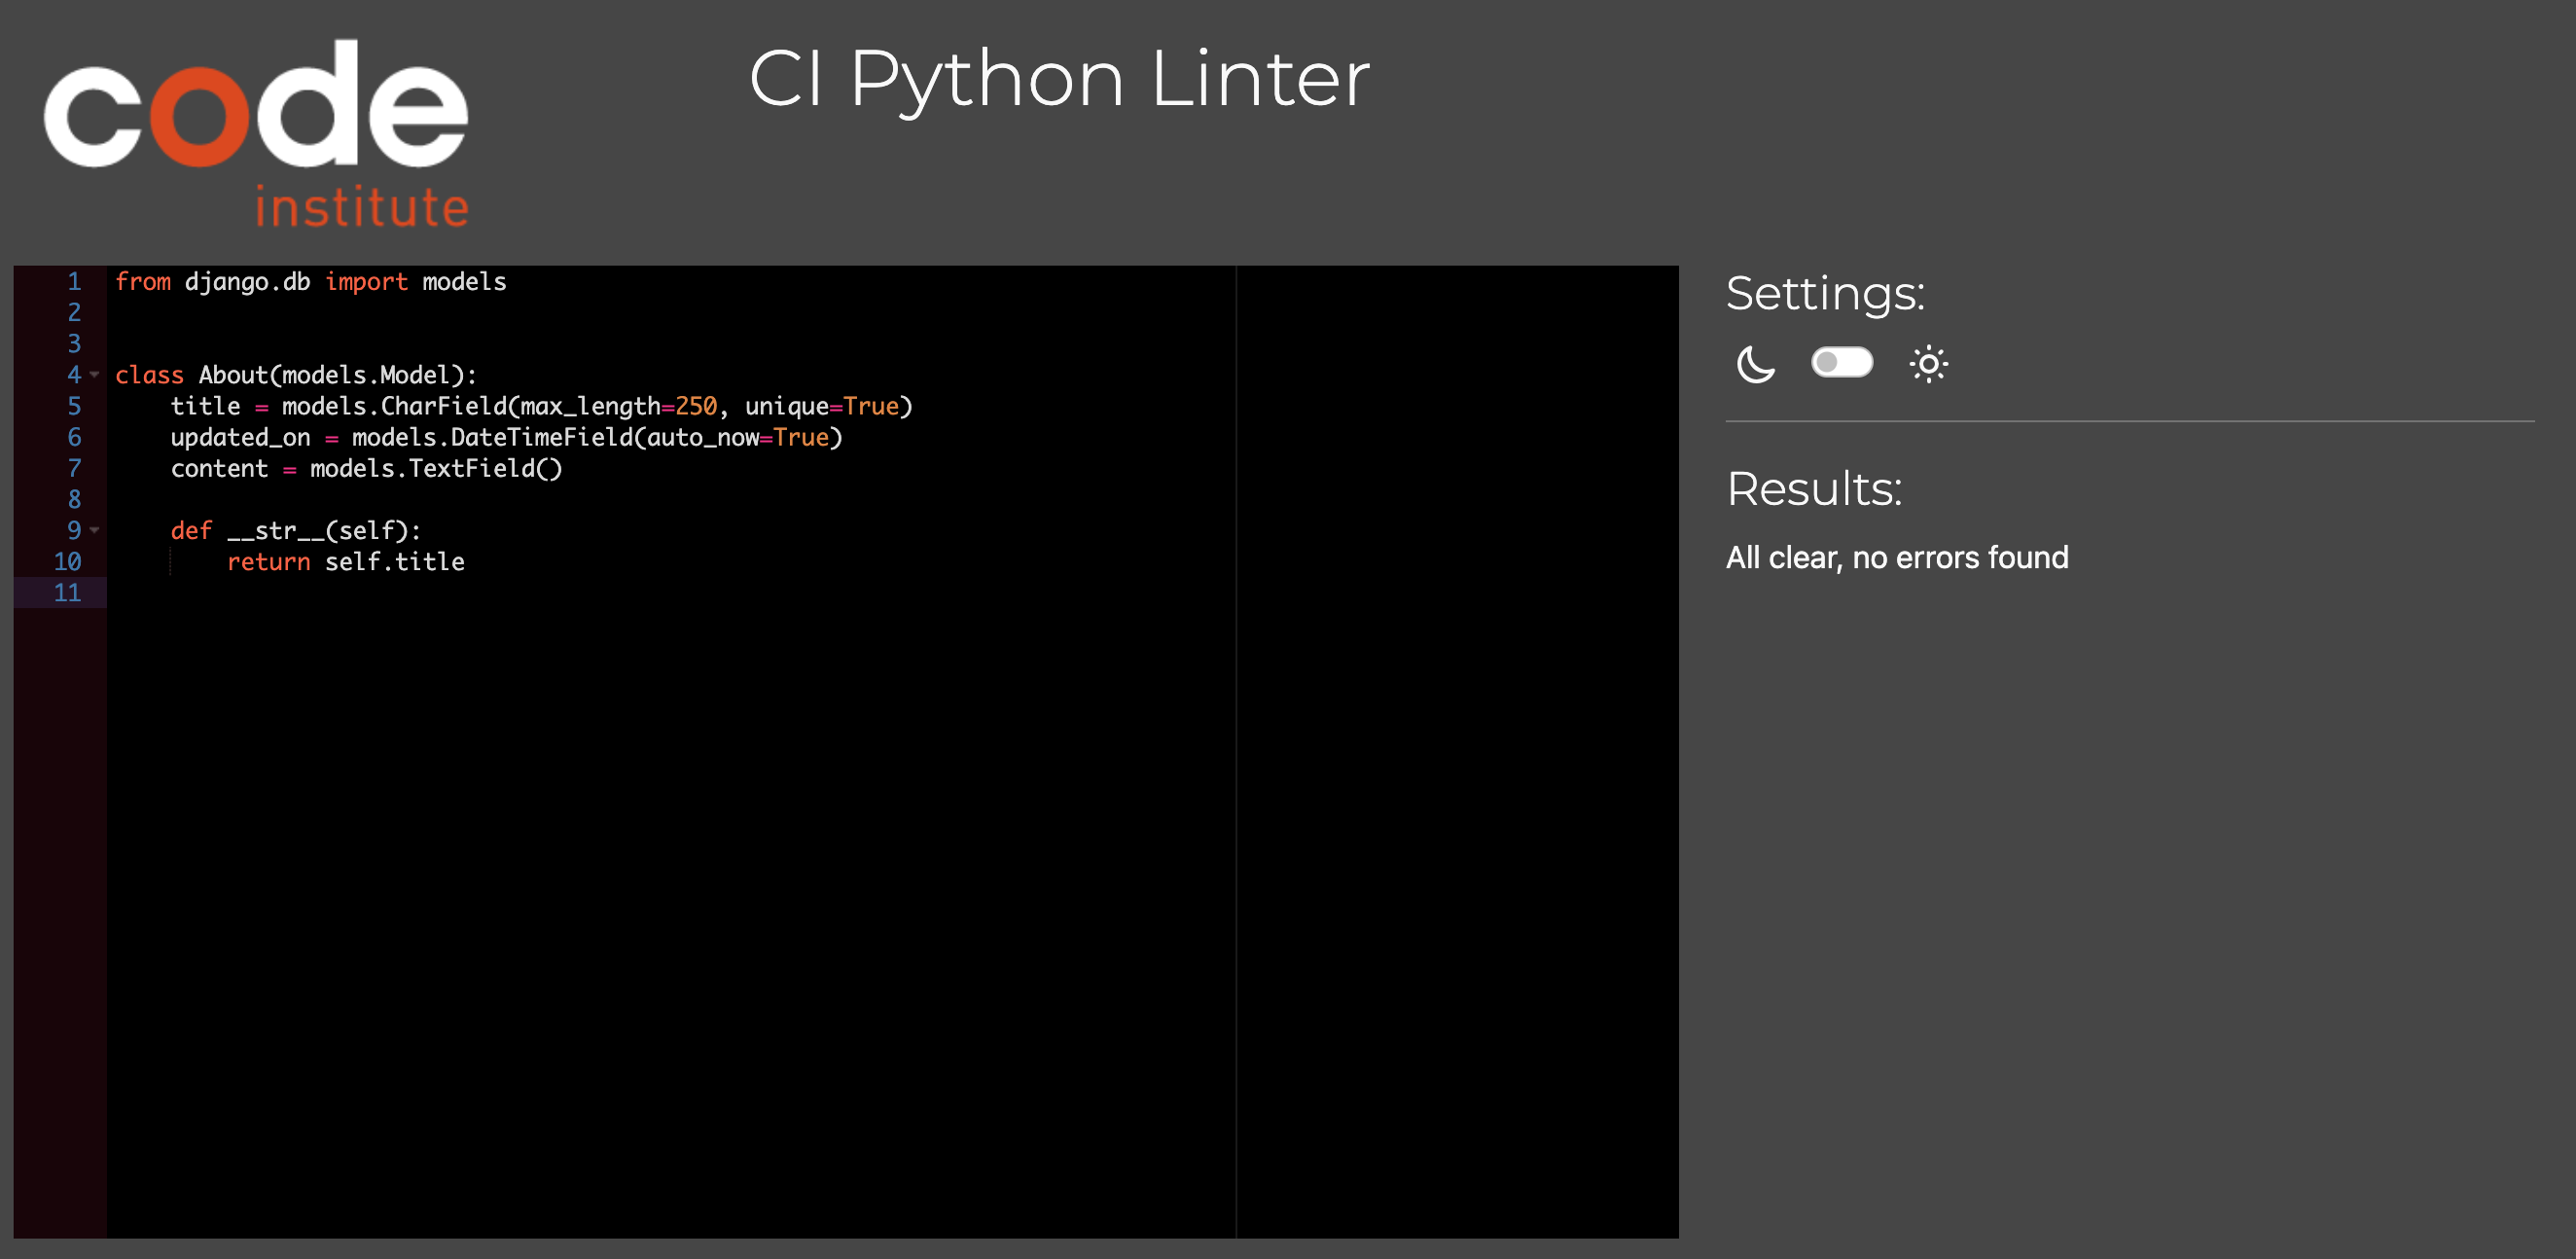 code
institute
CI Python Linter
1 from django.db import models
2
3
4 class About(models.Model):
5     title = models.CharField(max_length=250, unique=True)
6     updated_on = models.DateTimeField(auto_now=True)
7     content = models.TextField()
8
9     def __str__(self):
10         return self.title
11
Settings:
Results:
All clear, no errors found